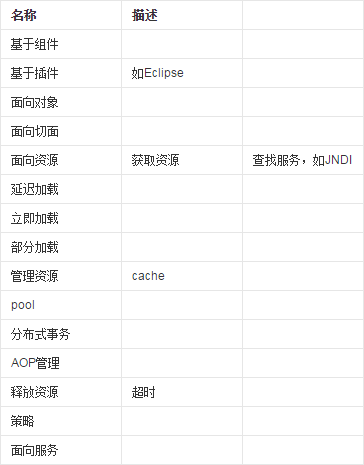 名称 描述
基于组件
基于插件 如Eclipse
面向对象
面向切面
面向资源 获取资源 查找服务，如JNDI
延迟加载
立即加载
部分加载
管理资源 cache
pool
分布式事务
AOP管理
释放资源 超时
策略
面向服务